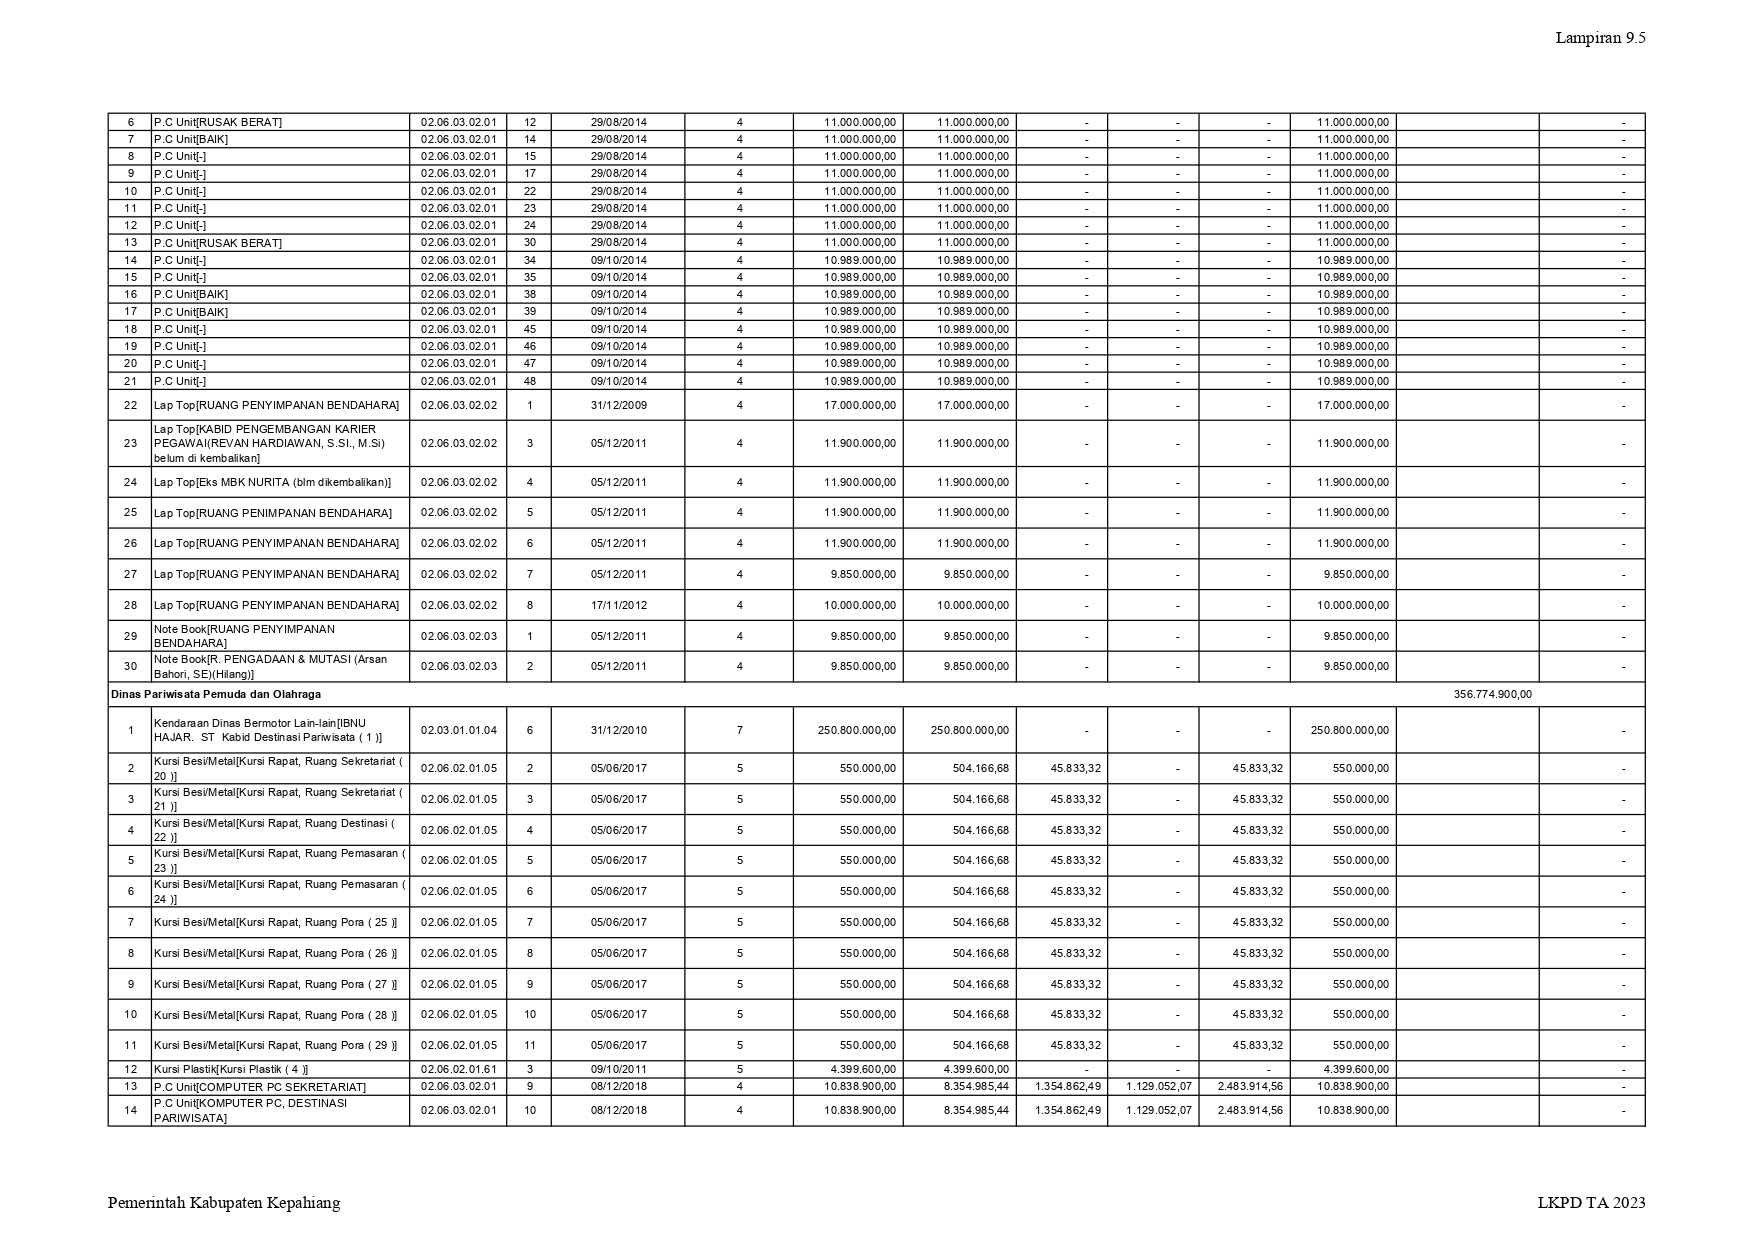 Lampiran 9.5
6 P.C Unit[RUSAK BERAT] 02.06.03.02.01 12 29/08/2014 4 11.000.000,00 11.000.000,00 - - - 11.000.000,00 -
7 P.C Unit[BAIK] 02.06.03.02.01 14 29/08/2014 4 11.000.000,00 11.000.000,00 - - - 11.000.000,00 -
8 P.C Unit[-] 02.06.03.02.01 15 29/08/2014 4 11.000.000,00 11.000.000,00 - - - 11.000.000,00 -
9 P.C Unit[-] 02.06.03.02.01 17 29/08/2014 4 11.000.000,00 11.000.000,00 - - - 11.000.000,00 -
10 P.C Unit[-] 02.06.03.02.01 22 29/08/2014 4 11.000.000,00 11.000.000,00 - - - 11.000.000,00 -
11 P.C Unit[-] 02.06.03.02.01 23 29/08/2014 4 11.000.000,00 11.000.000,00 - - - 11.000.000,00 -
12 P.C Unit[-] 02.06.03.02.01 24 29/08/2014 4 11.000.000,00 11.000.000,00 - - - 11.000.000,00 -
13 P.C Unit[RUSAK BERAT] 02.06.03.02.01 30 29/08/2014 4 11.000.000,00 11.000.000,00 - - - 11.000.000,00 -
14 P.C Unit[-] 02.06.03.02.01 34 09/10/2014 4 10.989.000,00 10.989.000,00 - - - 10.989.000,00 -
15 P.C Unit[-] 02.06.03.02.01 35 09/10/2014 4 10.989.000,00 10.989.000,00 - - - 10.989.000,00 -
16 P.C Unit[BAIK] 02.06.03.02.01 38 09/10/2014 4 10.989.000,00 10.989.000,00 - - - 10.989.000,00 -
17 P.C Unit[BAIK] 02.06.03.02.01 39 09/10/2014 4 10.989.000,00 10.989.000,00 - - - 10.989.000,00 -
18 P.C Unit[-] 02.06.03.02.01 45 09/10/2014 4 10.989.000,00 10.989.000,00 - - - 10.989.000,00 -
19 P.C Unit[-] 02.06.03.02.01 46 09/10/2014 4 10.989.000,00 10.989.000,00 - - - 10.989.000,00 -
20 P.C Unit[-] 02.06.03.02.01 47 09/10/2014 4 10.989.000,00 10.989.000,00 - - - 10.989.000,00 -
21 P.C Unit[-] 02.06.03.02.01 48 09/10/2014 4 10.989.000,00 10.989.000,00 - - - 10.989.000,00 -
22 Lap Top[RUANG PENYIMPANAN BENDAHARA] 02.06.03.02.02 1 31/12/2009 4 17.000.000,00 17.000.000,00 - - - 17.000.000,00 -
Lap Top[KABID PENGEMBANGAN KARIER
23 PEGAWAI(REVAN HARDIAWAN, S.SI., M.Si) 02.06.03.02.02 3 05/12/2011 4 11.900.000,00 11.900.000,00 - - - 11.900.000,00 -
belum di kembalikan]
24 Lap Top[Eks MBK NURITA (blm dikembalikan)] 02.06.03.02.02 4 05/12/2011 4 11.900.000,00 11.900.000,00 - - - 11.900.000,00 -
25 Lap Top[RUANG PENIMPANAN BENDAHARA] 02.06.03.02.02 5 05/12/2011 4 11.900.000,00 11.900.000,00 - - - 11.900.000,00 -
26 Lap Top[RUANG PENYIMPANAN BENDAHARA] 02.06.03.02.02 6 05/12/2011 4 11.900.000,00 11.900.000,00 - - - 11.900.000,00 -
27 Lap Top[RUANG PENYIMPANAN BENDAHARA] 02.06.03.02.02 7 05/12/2011 4 9.850.000,00 9.850.000,00 - - - 9.850.000,00 -
28 Lap Top[RUANG PENYIMPANAN BENDAHARA] 02.06.03.02.02 8 17/11/2012 4 10.000.000,00 10.000.000,00 - - - 10.000.000,00 -
29 Note Book[RUANG PENYIMPANAN 02.06.03.02.03 1 05/12/2011 4 9.850.000,00 9.850.000,00 - - - 9.850.000,00 -
BENDAHARA]
30 Note Book[R. PENGADAAN & MUTASI (Arsan 02.06.03.02.03 2 05/12/2011 4 9.850.000,00 9.850.000,00 - - - 9.850.000,00 -
Bahori, SE)(Hilang)]
Dinas Pariwisata Pemuda dan Olahraga 356.774.900,00
1 Kendaraan Dinas Bermotor Lain-lain[IBNU 02.03.01.01.04 6 31/12/2010 7 250.800.000,00 250.800.000,00 - - - 250.800.000,00 -
HAJAR. ST Kabid Destinasi Pariwisata ( 1 )]
2 Kursi Besi/Metal[Kursi Rapat, Ruang Sekretariat ( 02.06.02.01.05 2 05/06/2017 5 550.000,00 504.166,68 45.833,32 - 45.833,32 550.000,00 -
20 )]
3 Kursi Besi/Metal[Kursi Rapat, Ruang Sekretariat ( 02.06.02.01.05 3 05/06/2017 5 550.000,00 504.166,68 45.833,32 - 45.833,32 550.000,00 -
21 )]
4 Kursi Besi/Metal[Kursi Rapat, Ruang Destinasi ( 02.06.02.01.05 4 05/06/2017 5 550.000,00 504.166,68 45.833,32 - 45.833,32 550.000,00 -
22 )]
5 Kursi Besi/Metal[Kursi Rapat, Ruang Pemasaran ( 02.06.02.01.05 5 05/06/2017 5 550.000,00 504.166,68 45.833,32 - 45.833,32 550.000,00 -
23 )]
6 Kursi Besi/Metal[Kursi Rapat, Ruang Pemasaran ( 02.06.02.01.05 6 05/06/2017 5 550.000,00 504.166,68 45.833,32 - 45.833,32 550.000,00 -
24 )]
7 Kursi Besi/Metal[Kursi Rapat, Ruang Pora ( 25 )] 02.06.02.01.05 7 05/06/2017 5 550.000,00 504.166,68 45.833,32 - 45.833,32 550.000,00 -
8 Kursi Besi/Metal[Kursi Rapat, Ruang Pora ( 26 )] 02.06.02.01.05 8 05/06/2017 5 550.000,00 504.166,68 45.833,32 - 45.833,32 550.000,00 -
9 Kursi Besi/Metal[Kursi Rapat, Ruang Pora ( 27 )] 02.06.02.01.05 9 05/06/2017 5 550.000,00 504.166,68 45.833,32 - 45.833,32 550.000,00 -
10 Kursi Besi/Metal[Kursi Rapat, Ruang Pora ( 28 )] 02.06.02.01.05 10 05/06/2017 5 550.000,00 504.166,68 45.833,32 - 45.833,32 550.000,00 -
11 Kursi Besi/Metal[Kursi Rapat, Ruang Pora ( 29 )] 02.06.02.01.05 11 05/06/2017 5 550.000,00 504.166,68 45.833,32 - 45.833,32 550.000,00 -
12 Kursi Plastik[Kursi Plastik ( 4 )] 02.06.02.01.61 3 09/10/2011 5 4.399.600,00 4.399.600,00 - - - 4.399.600,00 -
13 P.C Unit[COMPUTER PC SEKRETARIAT] 02.06.03.02.01 9 08/12/2018 4 10.838.900,00 8.354.985,44 1.354.862,49 1.129.052,07 2.483.914,56 10.838.900,00 -
14 P.C Unit[KOMPUTER PC, DESTINASI 02.06.03.02.01 10 08/12/2018 4 10.838.900,00 8.354.985,44 1.354.862,49 1.129.052,07 2.483.914,56 10.838.900,00 -
PARIWISATA]
Pemerintah Kabupaten Kepahiang LKPD TA 2023